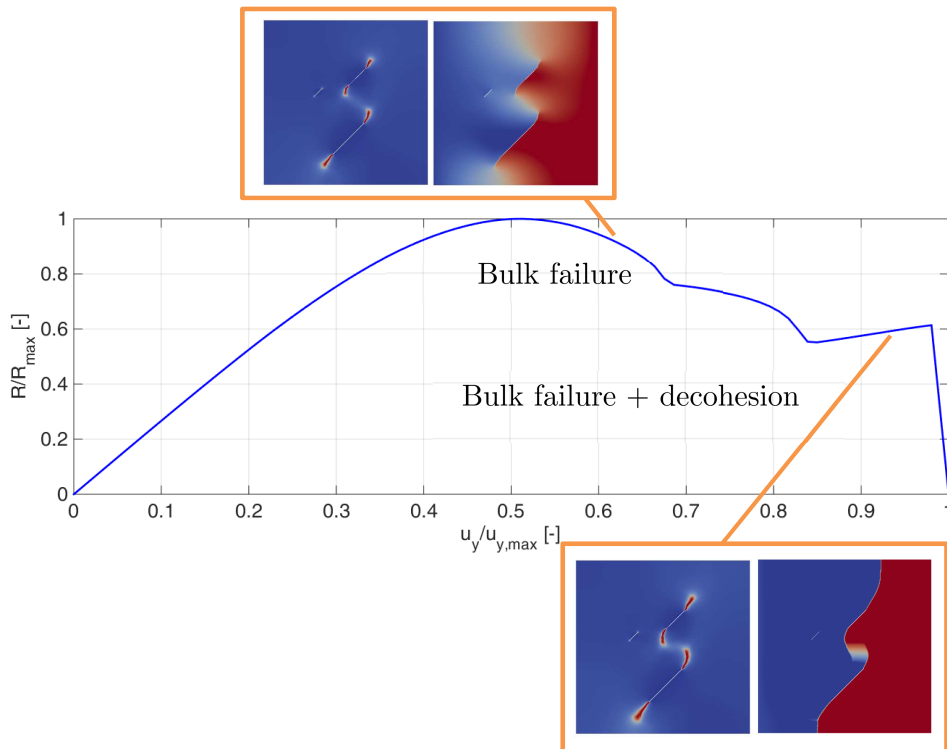 1
0.8
0.6
0.4
0.2
0
R/R_max [-]
Bulk failure
Bulk failure + decohesion
0 0.1 0.2 0.3 0.4 0.5 0.6 0.7 0.8 0.9 1
u_y/u_y,max [-]